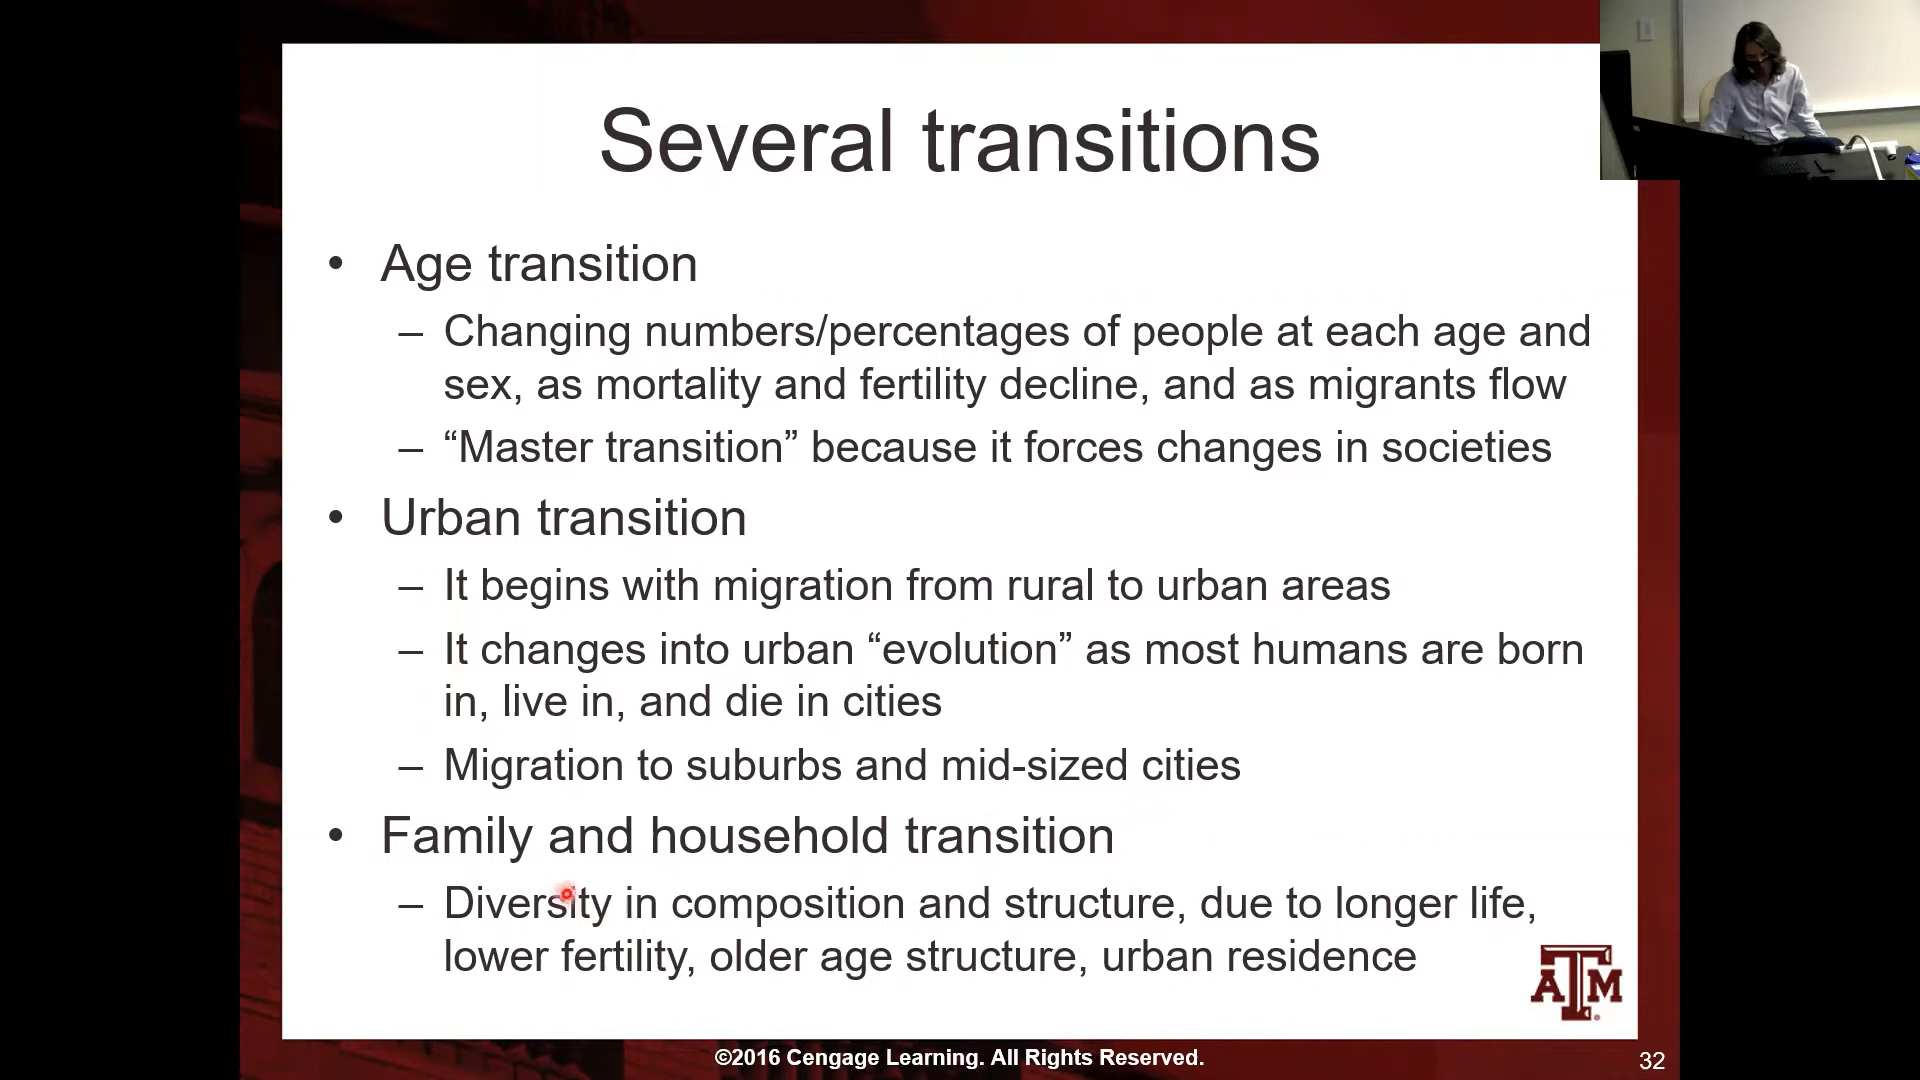 Several transitions
• Age transition
– Changing numbers/percentages of people at each age and
sex, as mortality and fertility decline, and as migrants flow
– “Master transition” because it forces changes in societies
• Urban transition
– It begins with migration from rural to urban areas
– It changes into urban “evolution” as most humans are born
in, live in, and die in cities
– Migration to suburbs and mid-sized cities
• Family and household transition
– Diversity in composition and structure, due to longer life,
lower fertility, older age structure, urban residence
ATM
©2016 Cengage Learning. All Rights Reserved.
32